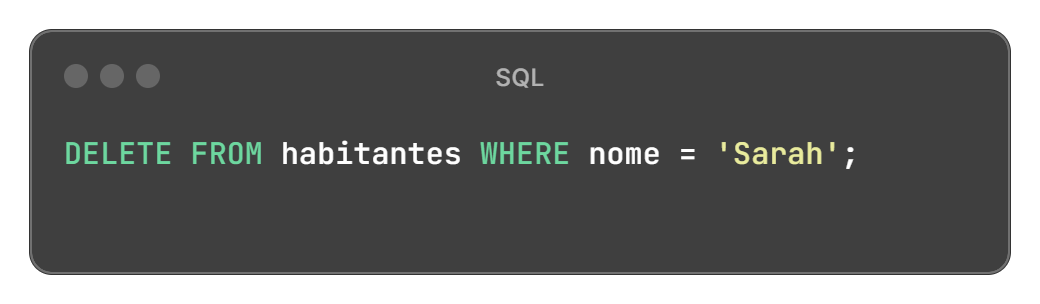 SQL
DELETE FROM habitantes WHERE nome = 'Sarah';